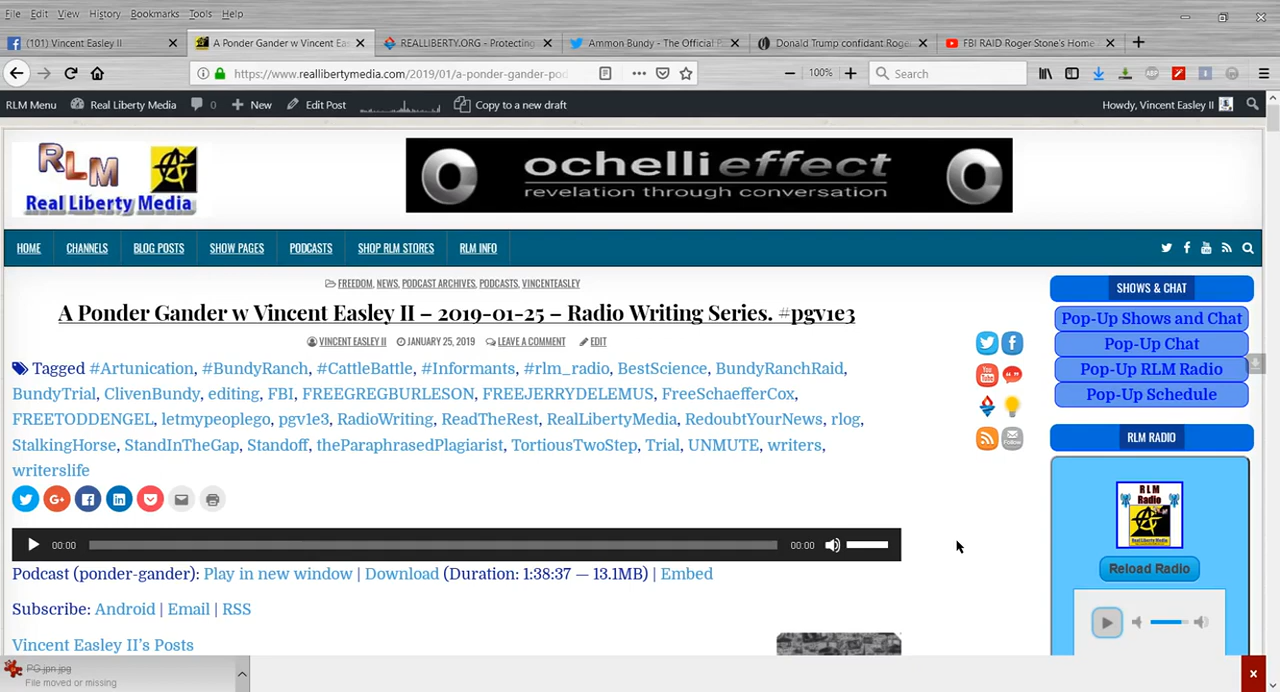 File Edit View History Bookmarks Tools Help
(101) Vincent Easley II
A Ponder Gander w Vincent Eas
REALLIBERTY.ORG - Protecting
Ammon Bundy - The Official P
Donald Trump confidant Roge
FBI RAID Roger Stone's Home
https://www.reallibertymedia.com/2019/01/a-ponder-gander-pod
100%
Search
RLM Menu Real Liberty Media 0 New Edit Post Copy to a new draft Howdy, Vincent Easley II
RLM
Real Liberty Media
ochelli effect
revelation through conversation
HOME CHANNELS BLOG POSTS SHOW PAGES PODCASTS SHOP RLM STORES RLM INFO
FREEDOM, NEWS, PODCAST ARCHIVES, PODCASTS, VINCENTEASLEY
A Ponder Gander w Vincent Easley II – 2019-01-25 – Radio Writing Series. #pgv1e3
VINCENT EASLEY II JANUARY 25, 2019 LEAVE A COMMENT EDIT
Tagged #Artunication, #BundyRanch, #CattleBattle, #Informants, #rlm_radio, BestScience, BundyRanchRaid,
BundyTrial, ClivenBundy, editing, FBI, FREEGREGBURLESON, FREEJERRYDELEMUS, FreeSchaefferCox,
FREETODDENGEL, letmypeoplego, pgv1e3, RadioWriting, ReadTheRest, RealLibertyMedia, RedoubtYourNews, rlog,
StalkingHorse, StandInTheGap, Standoff, theParaphrasedPlagiarist, TortiousTwoStep, Trial, UNMUTE, writers,
writerslife
00:00 00:00
Podcast (ponder-gander): Play in new window | Download (Duration: 1:38:37 — 13.1MB) | Embed
Subscribe: Android | Email | RSS
Vincent Easley II's Posts
SHOWS & CHAT
Pop-Up Shows and Chat
Pop-Up Chat
Pop-Up RLM Radio
Pop-Up Schedule
RLM RADIO
RLM
Radio
Reload Radio
PG.jpn.jpg
File moved or missing